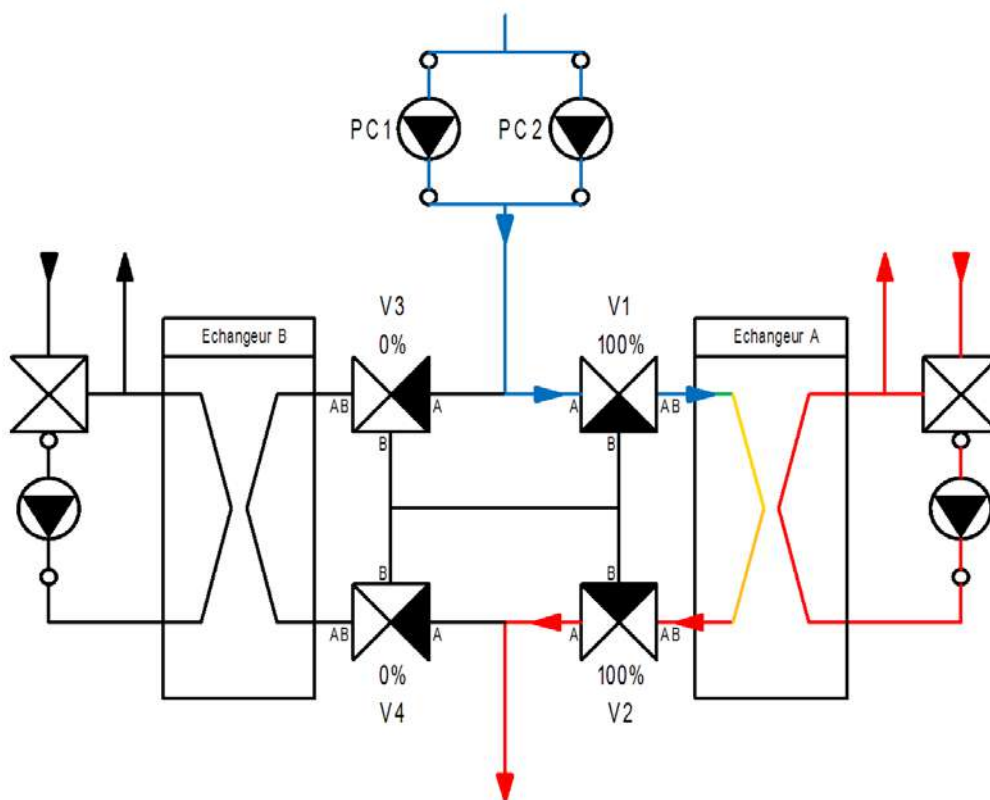 PC1
PC2
V3
V1
Echangeur B
0%
100%
Echangeur A
AB
A
A
AB
B
B
B
B
AB
A
A
AB
0%
100%
V4
V2